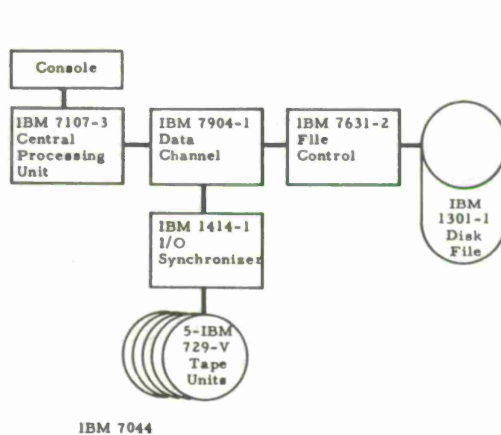 Console
IBM 7107-3
Central
Processing
Unit
IBM 7904-1
Data
Channel
IBM 7631-2
File
Control
IBM
1301-1
Disk
File
IBM 1414-1
I/O
Synchronizer
5-IBM
729-V
Tape
Units
IBM 7044